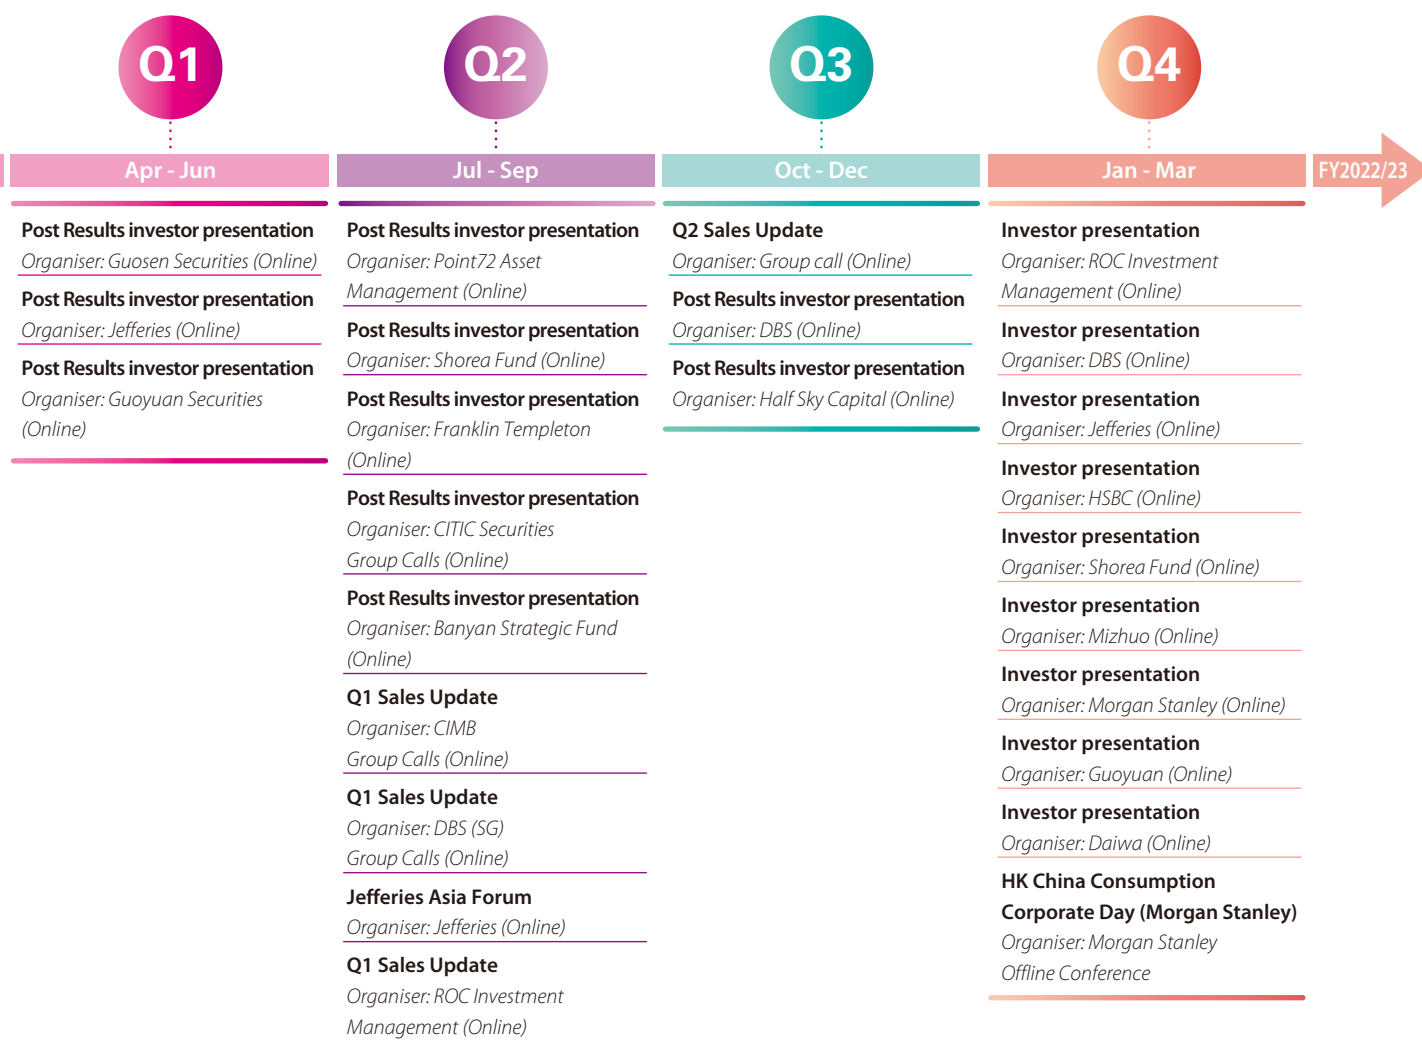 Q1
Apr - Jun
Post Results investor presentation
Organiser: Guosen Securities (Online)
Post Results investor presentation
Organiser: Jefferies (Online)
Post Results investor presentation
Organiser: Guoyuan Securities
(Online)
Q2
Jul - Sep
Post Results investor presentation
Organiser: Point72 Asset
Management (Online)
Post Results investor presentation
Organiser: Shorea Fund (Online)
Post Results investor presentation
Organiser: Franklin Templeton
(Online)
Post Results investor presentation
Organiser: CITIC Securities
Group Calls (Online)
Post Results investor presentation
Organiser: Banyan Strategic Fund
(Online)
Q1 Sales Update
Organiser: CIMB
Group Calls (Online)
Q1 Sales Update
Organiser: DBS (SG)
Group Calls (Online)
Jefferies Asia Forum
Organiser: Jefferies (Online)
Q1 Sales Update
Organiser: ROC Investment
Management (Online)
Q3
Oct - Dec
Q2 Sales Update
Organiser: Group call (Online)
Post Results investor presentation
Organiser: DBS (Online)
Post Results investor presentation
Organiser: Half Sky Capital (Online)
Q4
Jan - Mar
Investor presentation
Organiser: ROC Investment
Management (Online)
Investor presentation
Organiser: DBS (Online)
Investor presentation
Organiser: Jefferies (Online)
Investor presentation
Organiser: HSBC (Online)
Investor presentation
Organiser: Shorea Fund (Online)
Investor presentation
Organiser: Mizhuo (Online)
Investor presentation
Organiser: Morgan Stanley (Online)
Investor presentation
Organiser: Guoyuan (Online)
Investor presentation
Organiser: Daiwa (Online)
HK China Consumption
Corporate Day (Morgan Stanley)
Organiser: Morgan Stanley
Offline Conference
FY2022/23